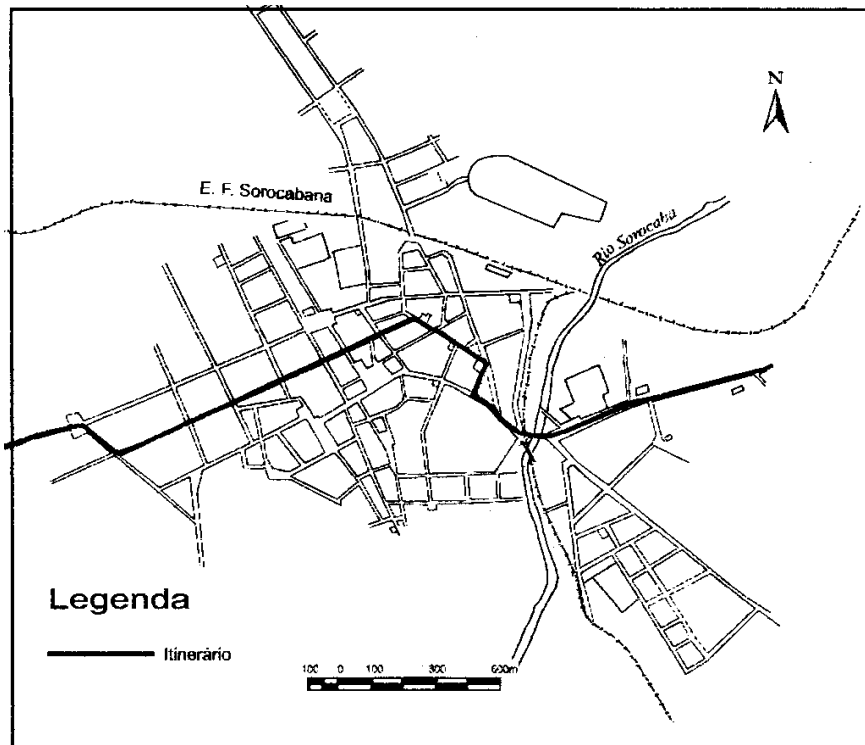 N
E. F. Sorocabana
Rio Sorocaba
Legenda
Itinerário
100 0 100 300 600m